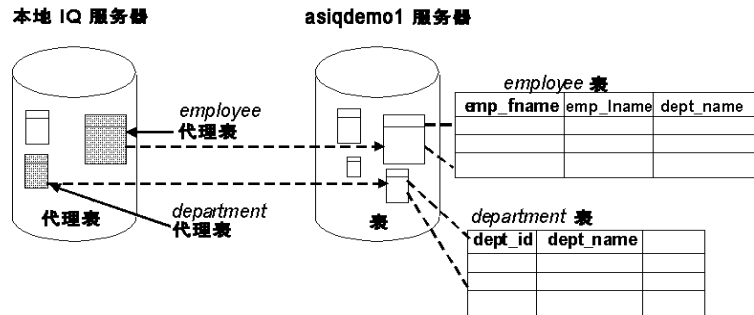 本地 IQ 服务器
asiqdemo1 服务器
employee 表
emp_fname emp_lname dept_name
employee
代理表
department
代理表
代理表
表
department 表
dept_id dept_name